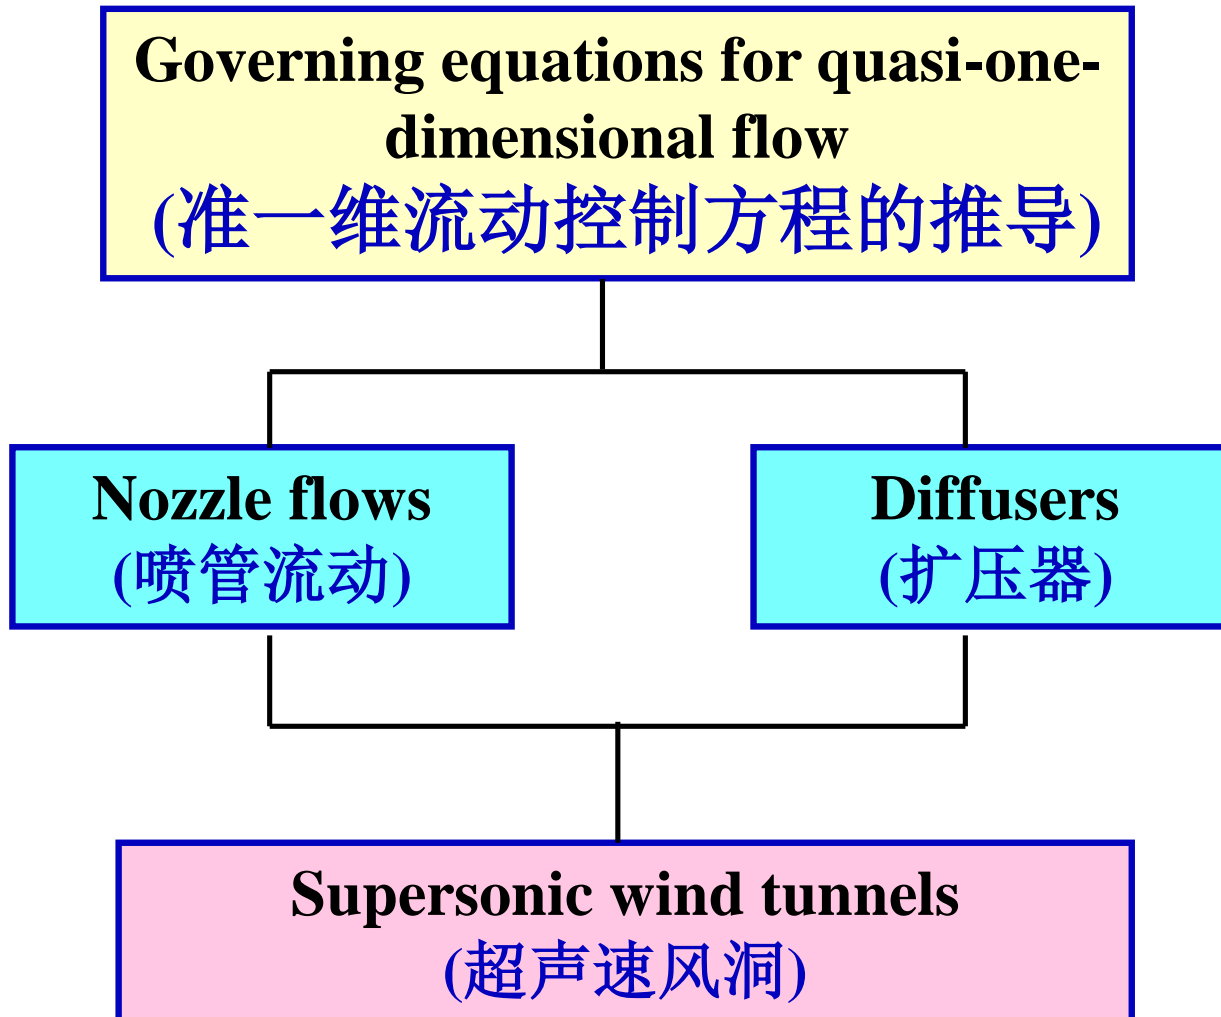 Governing equations for quasi-one-
dimensional flow
(准一维流动控制方程的推导)
Nozzle flows
(喷管流动)
Diffusers
(扩压器)
Supersonic wind tunnels
(超声速风洞)